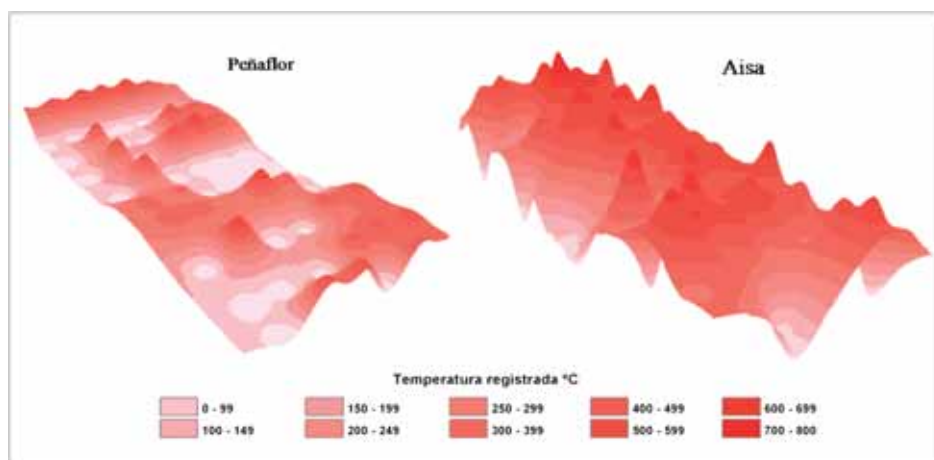 Peñaflor
Aisa
Temperatura registrada ºC
0 - 99
150 - 199
250 - 299
400 - 499
600 - 699
100 - 149
200 - 249
300 - 399
500 - 599
700 - 800